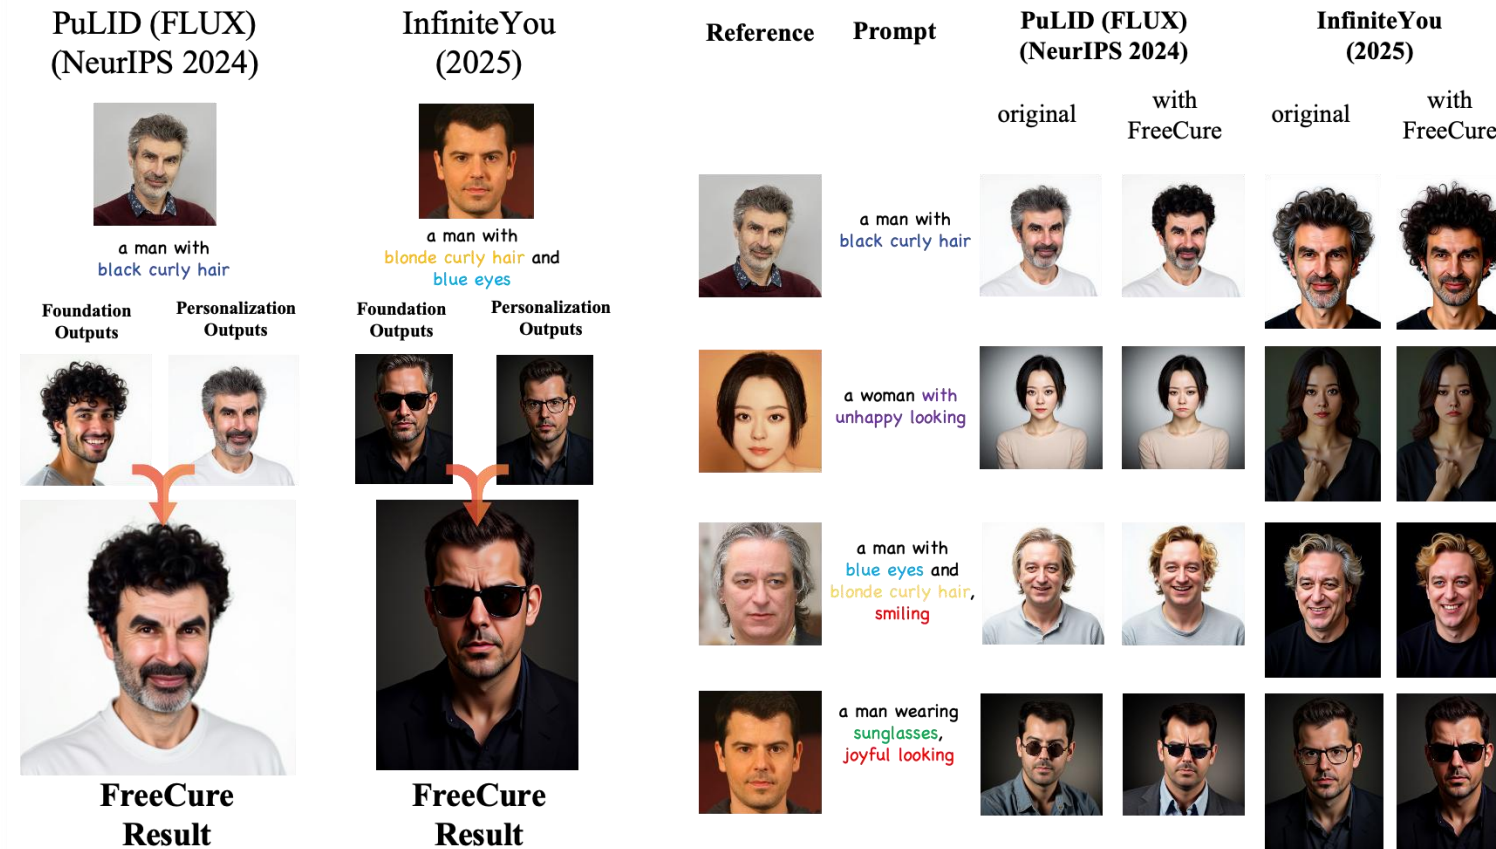 PuLID (FLUX)
(NeurIPS 2024)
a man with
black curly hair
Foundation
Outputs
Personalization
Outputs
FreeCure
Result
InfiniteYou
(2025)
a man with
blonde curly hair and
blue eyes
Foundation
Outputs
Personalization
Outputs
FreeCure
Result
Reference
Prompt
PuLID (FLUX)
(NeurIPS 2024)
InfiniteYou
(2025)
original
with
FreeCure
original
with
FreeCure
a man with
black curly hair
a woman with
unhappy looking
a man with
blue eyes and
blonde curly hair,
smiling
a man wearing
sunglasses,
joyful looking